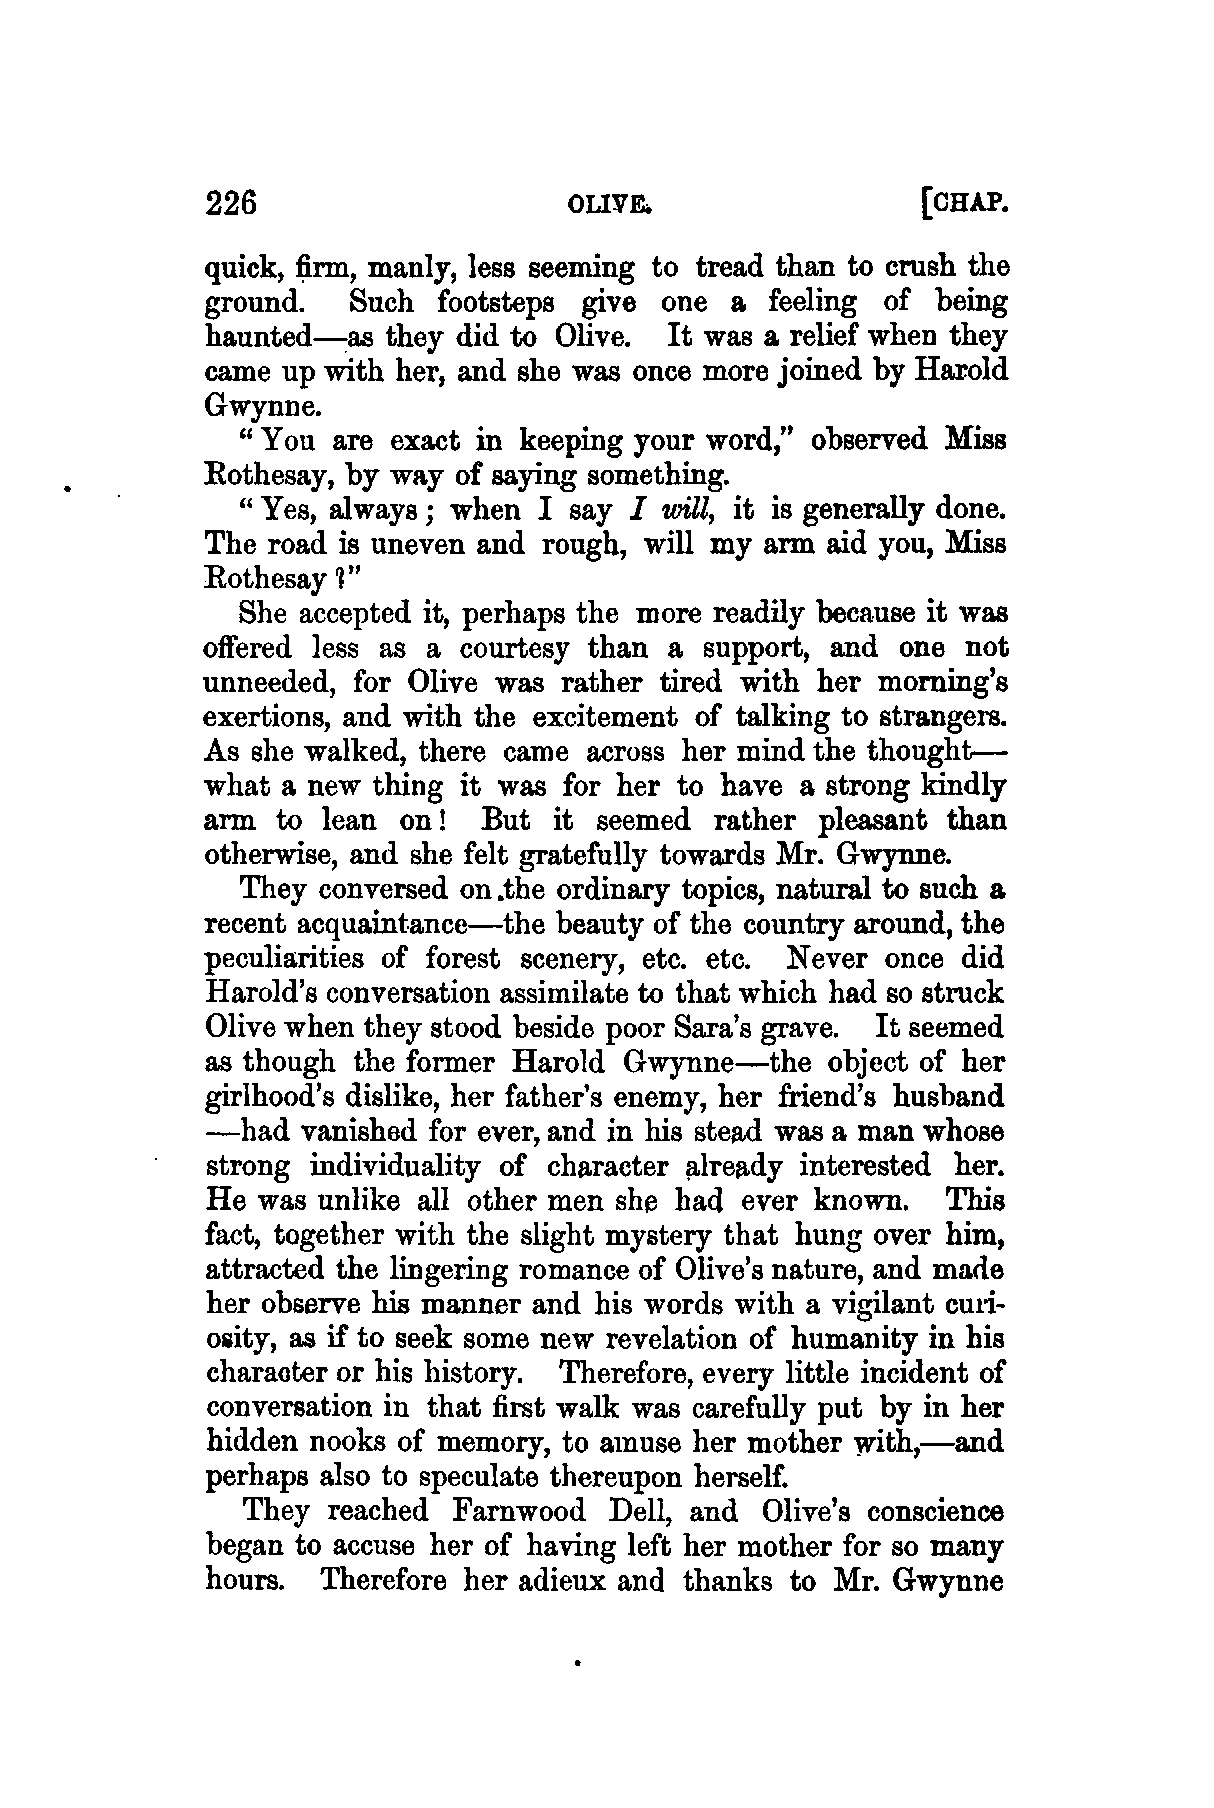 226 OLIVE. [CHAP.
quick, firm, manly, less seeming to tread than to crush the
ground. Such footsteps give one a feeling of being
haunted—as they did to Olive. It was a relief when they
came up with her, and she was once more joined by Harold
Gwynne.
“ You are exact in keeping your word,” observed Miss
Rothesay, by way of saying something.
“ Yes, always ; when I say I will, it is generally done.
The road is uneven and rough, will my arm aid you, Miss
Rothesay ?”
She accepted it, perhaps the more readily because it was
offered less as a courtesy than a support, and one not
unneeded, for Olive was rather tired with her morning’s
exertions, and with the excitement of talking to strangers.
As she walked, there came across her mind the thought—
what a new thing it was for her to have a strong kindly
arm to lean on ! But it seemed rather pleasant than
otherwise, and she felt gratefully towards Mr. Gwynne.
They conversed on the ordinary topics, natural to such a
recent acquaintance—the beauty of the country around, the
peculiarities of forest scenery, etc. etc. Never once did
Harold’s conversation assimilate to that which had so struck
Olive when they stood beside poor Sara’s grave. It seemed
as though the former Harold Gwynne—the object of her
girlhood’s dislike, her father’s enemy, her friend’s husband
—had vanished for ever, and in his stead was a man whose
strong individuality of character already interested her.
He was unlike all other men she had ever known. This
fact, together with the slight mystery that hung over him,
attracted the lingering romance of Olive’s nature, and made
her observe his manner and his words with a vigilant curi-
osity, as if to seek some new revelation of humanity in his
character or his history. Therefore, every little incident of
conversation in that first walk was carefully put by in her
hidden nooks of memory, to amuse her mother with,—and
perhaps also to speculate thereupon herself.
They reached Farnwood Dell, and Olive’s conscience
began to accuse her of having left her mother for so many
hours. Therefore her adieux and thanks to Mr. Gwynne